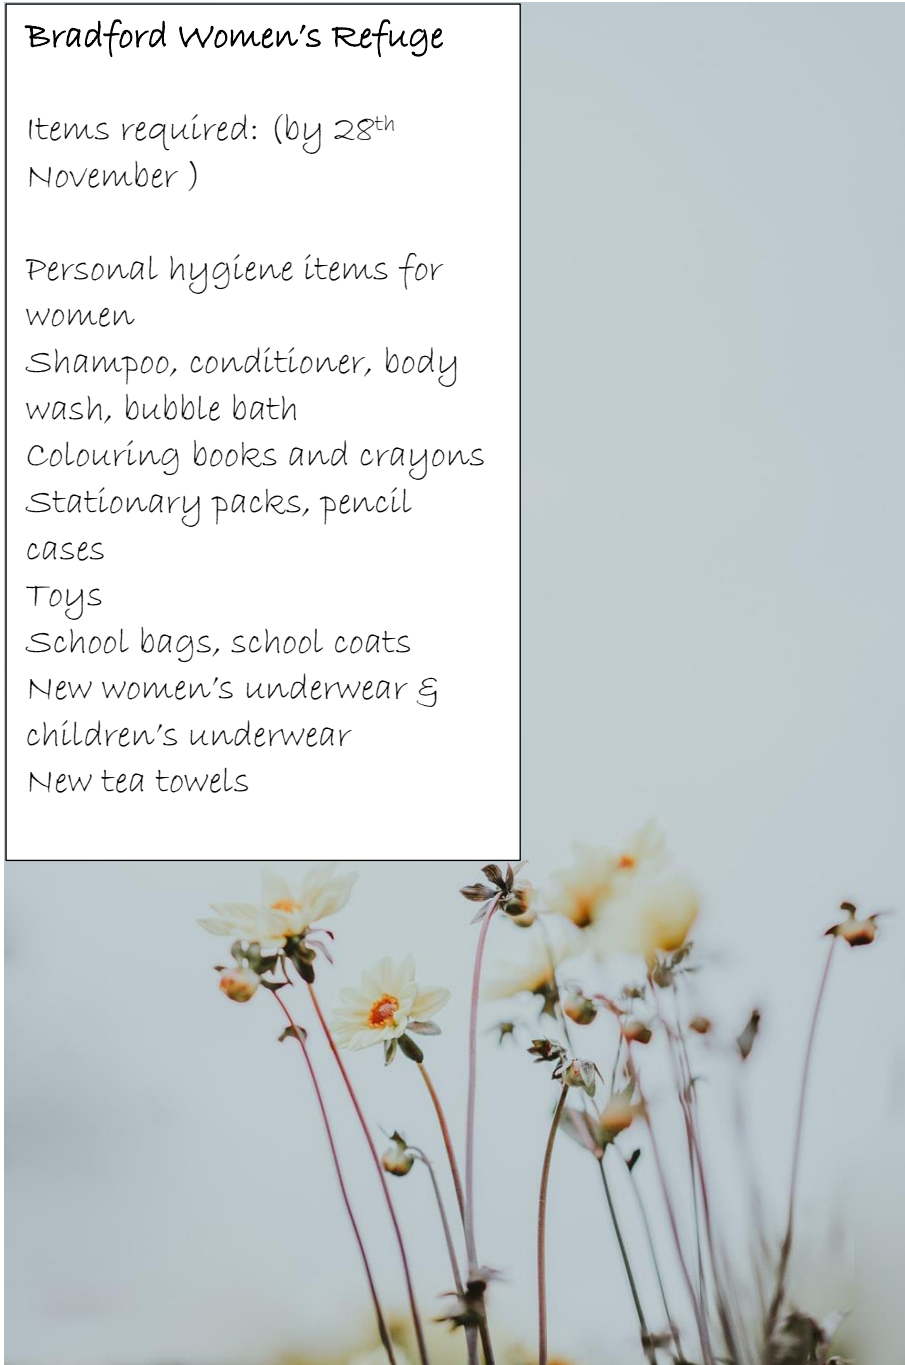 Bradford Women's Refuge
Items required: (by 28th
November )
Personal hygiene items for
women
Shampoo, conditioner, body
wash, bubble bath
Colouring books and crayons
Stationary packs, pencil
cases
Toys
School bags, school coats
New women's underwear &
children's underwear
New tea towels